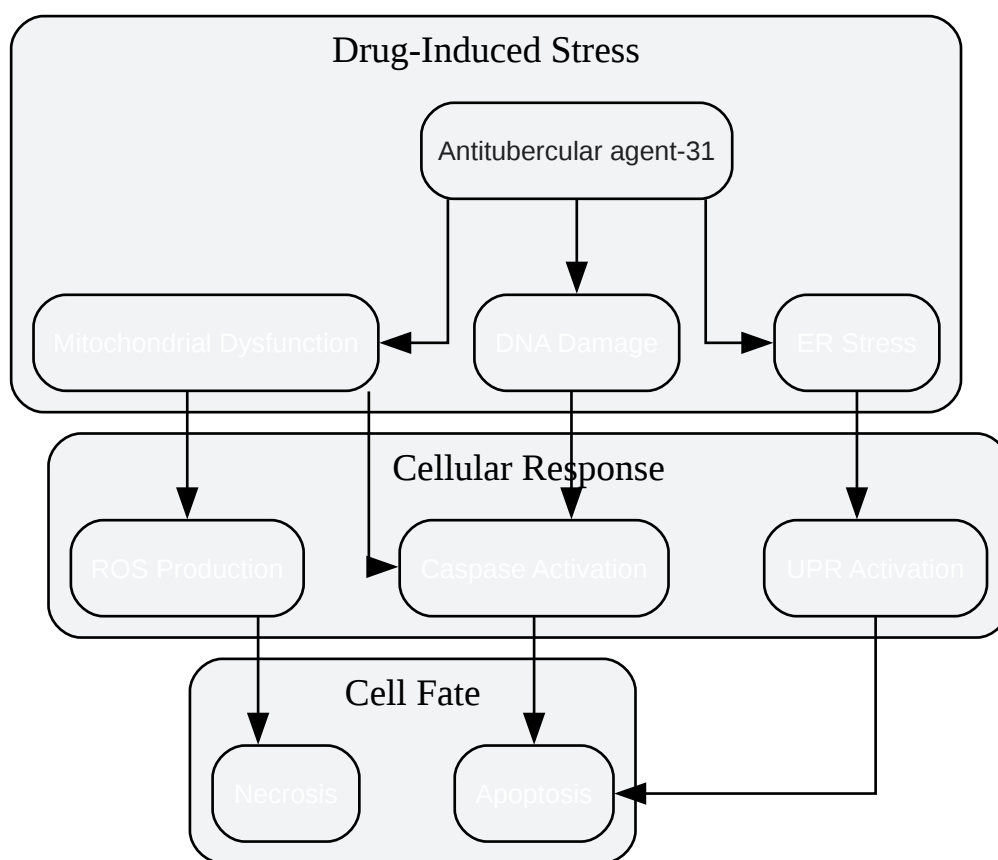 Drug-Induced Stress
Antitubercular agent-31
Mitochondrial Dysfunction
DNA Damage
ER Stress
Cellular Response
ROS Production
Caspase Activation
UPR Activation
Cell Fate
Necrosis
Apoptosis